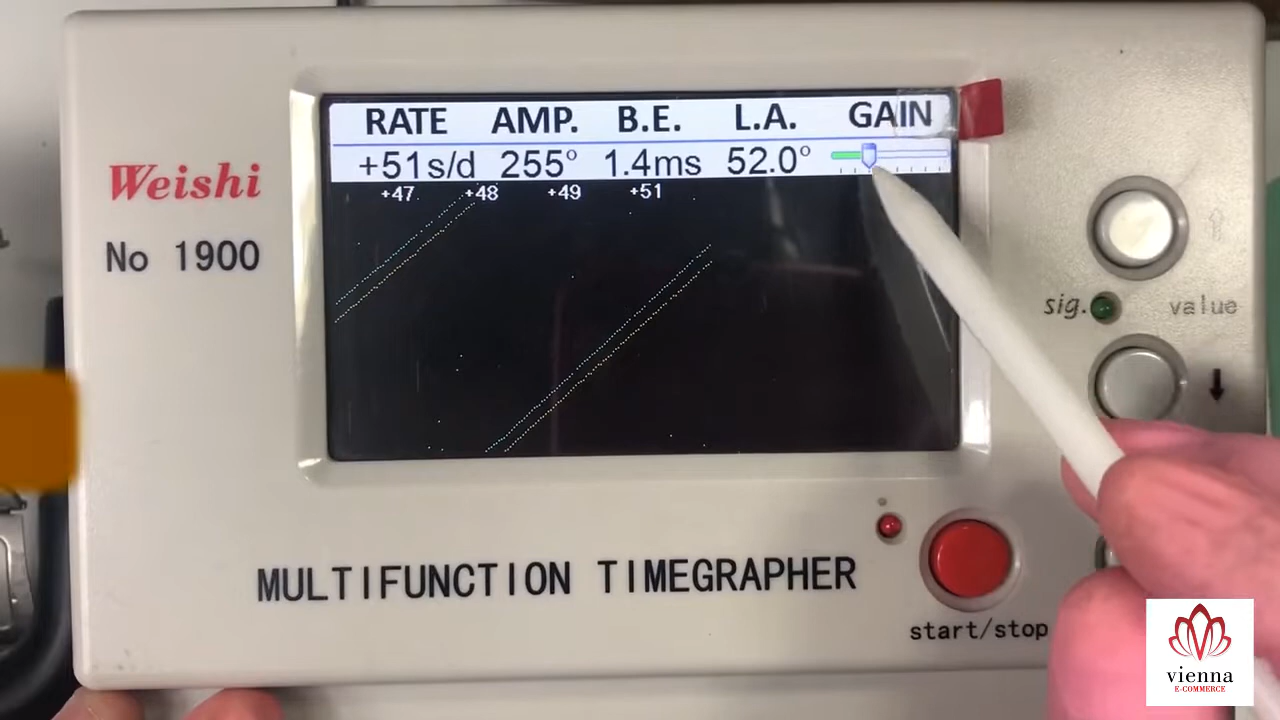 RATE AMP. B.E. L.A. GAIN
+51s/d 255° 1.4ms 52.0°
+47 +48 +49 +51
Weishi
No 1900
sig. value
MULTIFUNCTION TIMEGRAPHER
start/stop
vienna
E-COMMERCE